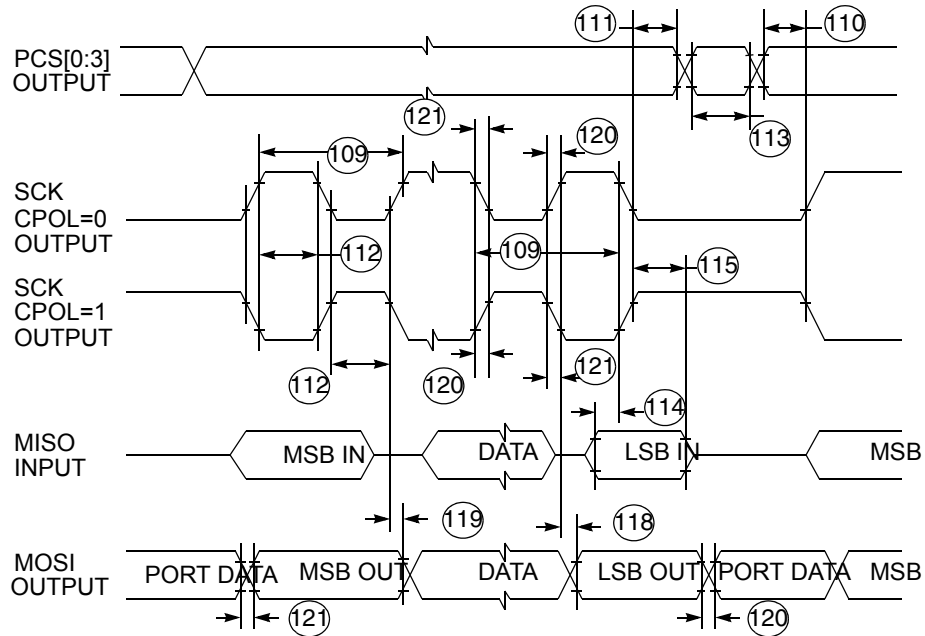 111
110
PCS[0:3]
OUTPUT
121
120
113
109
SCK
CPOL=0
OUTPUT
112
109
115
SCK
CPOL=1
OUTPUT
112
120
121
114
MISO
INPUT
MSB IN
DATA
LSB IN
MSB
119
118
MOSI
OUTPUT
PORT DATA
MSB OUT
DATA
LSB OUT
PORT DATA
MSB
121
120